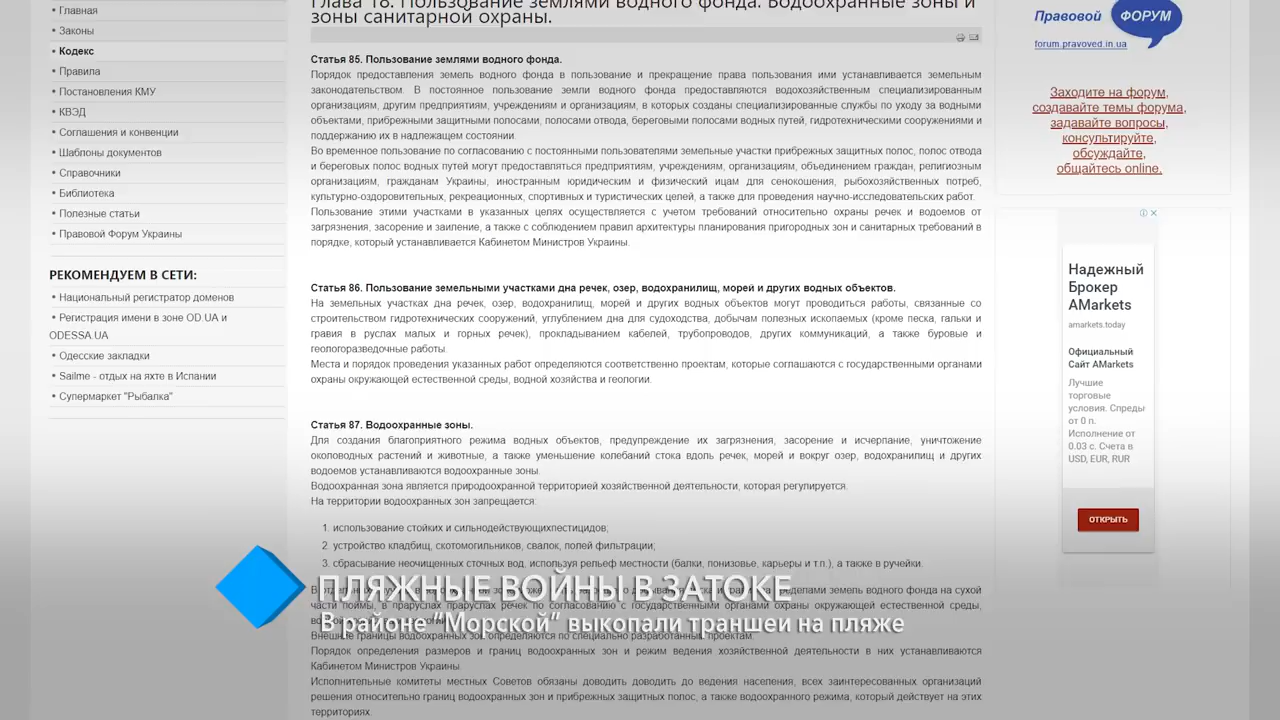 • Главная
• Законы
• Кодекс
• Правила
• Постановления КМУ
• КВЭД
• Соглашения и конвенции
• Шаблоны документов
• Справочники
• Библиотека
• Полезные статьи
• Правовой Форум Украины
РЕКОМЕНДУЕМ В СЕТИ:
• Национальный регистратор доменов
• Регистрация имени в зоне OD.UA и
ODESSA.UA
• Одесские закладки
• Sailme - отдых на яхте в Испании
• Супермаркет "Рыбалка"
Глава 18. Пользование землями водного фонда. Водоохранные зоны и
зоны санитарной охраны.
Статья 85. Пользование землями водного фонда.
Порядок предоставления земель водного фонда в пользование и прекращение права пользования ими устанавливается земельным
законодательством. В постоянное пользование земли водного фонда предоставляются водохозяйственным специализированным
организациям, другим предприятиям, учреждениям и организациям, в которых созданы специализированные службы по уходу за водными
объектами, прибрежными защитными полосами, полосами отвода, береговыми полосами водных путей, гидротехническими сооружениями и
поддержанию их в надлежащем состоянии.
Во временное пользование по согласованию с постоянными пользователями земельные участки прибрежных защитных полос, полос отвода
и береговых полос водных путей могут предоставляться предприятиям, учреждениям, организациям, объединениям граждан, религиозным
организациям, гражданам Украины, иностранным юридическим и физический ицам для сенокошения, рыбохозяйственных потреб,
культурно-оздоровительных, рекреационных, спортивных и туристических целей, а также для проведения научно-исследовательских работ.
Пользование этими участками в указанных целях осуществляется с учетом требований относительно охраны речек и водоемов от
загрязнения, засорение и заиление, а также с соблюдением правил архитектуры планирования пригородных зон и санитарных требований в
порядке, который устанавливается Кабинетом Министров Украины.
Статья 86. Пользование земельными участками дна речек, озер, водохранилищ, морей и других водных объектов.
На земельных участках дна речек, озер, водохранилищ, морей и других водных объектов могут проводиться работы, связанные со
строительством гидротехнических сооружений, углублением дна для судоходства, добычам полезных ископаемых (кроме песка, гальки и
гравия в руслах малых и горных речек), прокладыванием кабелей, трубопроводов, других коммуникаций, а также буровые и
геологоразведочные работы.
Места и порядок проведения указанных работ определяются соответственно проектам, которые соглашаются с государственными органами
охраны окружающей естественной среды, водной хозяйства и геологии.
Статья 87. Водоохранные зоны.
Для создания благоприятного режима водных объектов, предупреждение их загрязнения, засорение и исчерпание, уничтожение
околоводных растений и животные, а также уменьшение колебаний стока вдоль речек, морей и вокруг озер, водохранилищ и других
водоемов устанавливаются водоохранные зоны.
Водоохранная зона является природоохранной территорией хозяйственной деятельности, которая регулируется.
На территории водоохранных зон запрещается:
1. использование стойких и сильнодействующихпестицидов;
2. устройство кладбищ, скотомогильников, свалок, полей фильтрации;
3. сбрасывание неочищенных сточных вод, используя рельеф местности (балки, понизовье, карьеры и т.п.), а также в ручейки.
пределами земель водного фонда на сухой
части поймы, в праруслах праруслах речек по согласованию с государственными органами охраны окружающей естественной среды,
Внешние границы водоохранных зон определяются по специально разработанным проектам.
Порядок определения размеров и границ водоохранных зон и режим ведения хозяйственной деятельности в них устанавливаются
Кабинетом Министров Украины.
Исполнительные комитеты местных Советов обязаны доводить доводить до ведения населения, всех заинтересованных организаций
решения относительно границ водоохранных зон и прибрежных защитных полос, а также водоохранного режима, который действует на этих
территориях.
ПЛЯЖНЫЕ ВОЙНЫ В ЗАТОКЕ
В районе "Морской" выкопали траншеи на пляже
Правовой ФОРУМ
forum.pravoved.in.ua
Заходите на форум,
создавайте темы форума,
задавайте вопросы,
консультируйте,
обсуждайте,
общайтесь online.
Надежный
Брокер
AMarkets
amarkets.today
Официальный
Сайт AMarkets
Лучшие
торговые
условия. Спреды
от 0 п.
Исполнение от
0.03 с. Счета в
USD, EUR, RUR
ОТКРЫТЬ